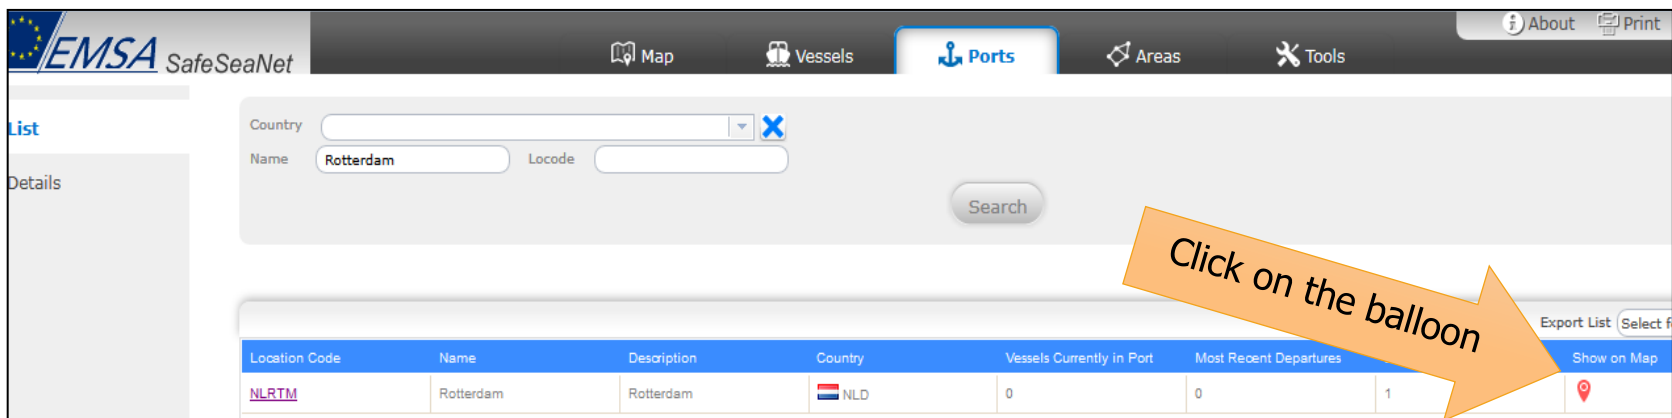 About Print
EMSA SafeSeaNet
Map Vessels Ports Areas Tools
List
Details
Country
Name Rotterdam Locode
Search
Click on the balloon
Export List Select f
Location Code Name Description Country Vessels Currently in Port Most Recent Departures Show on Map
NLRTM Rotterdam Rotterdam NLD 0 0 1